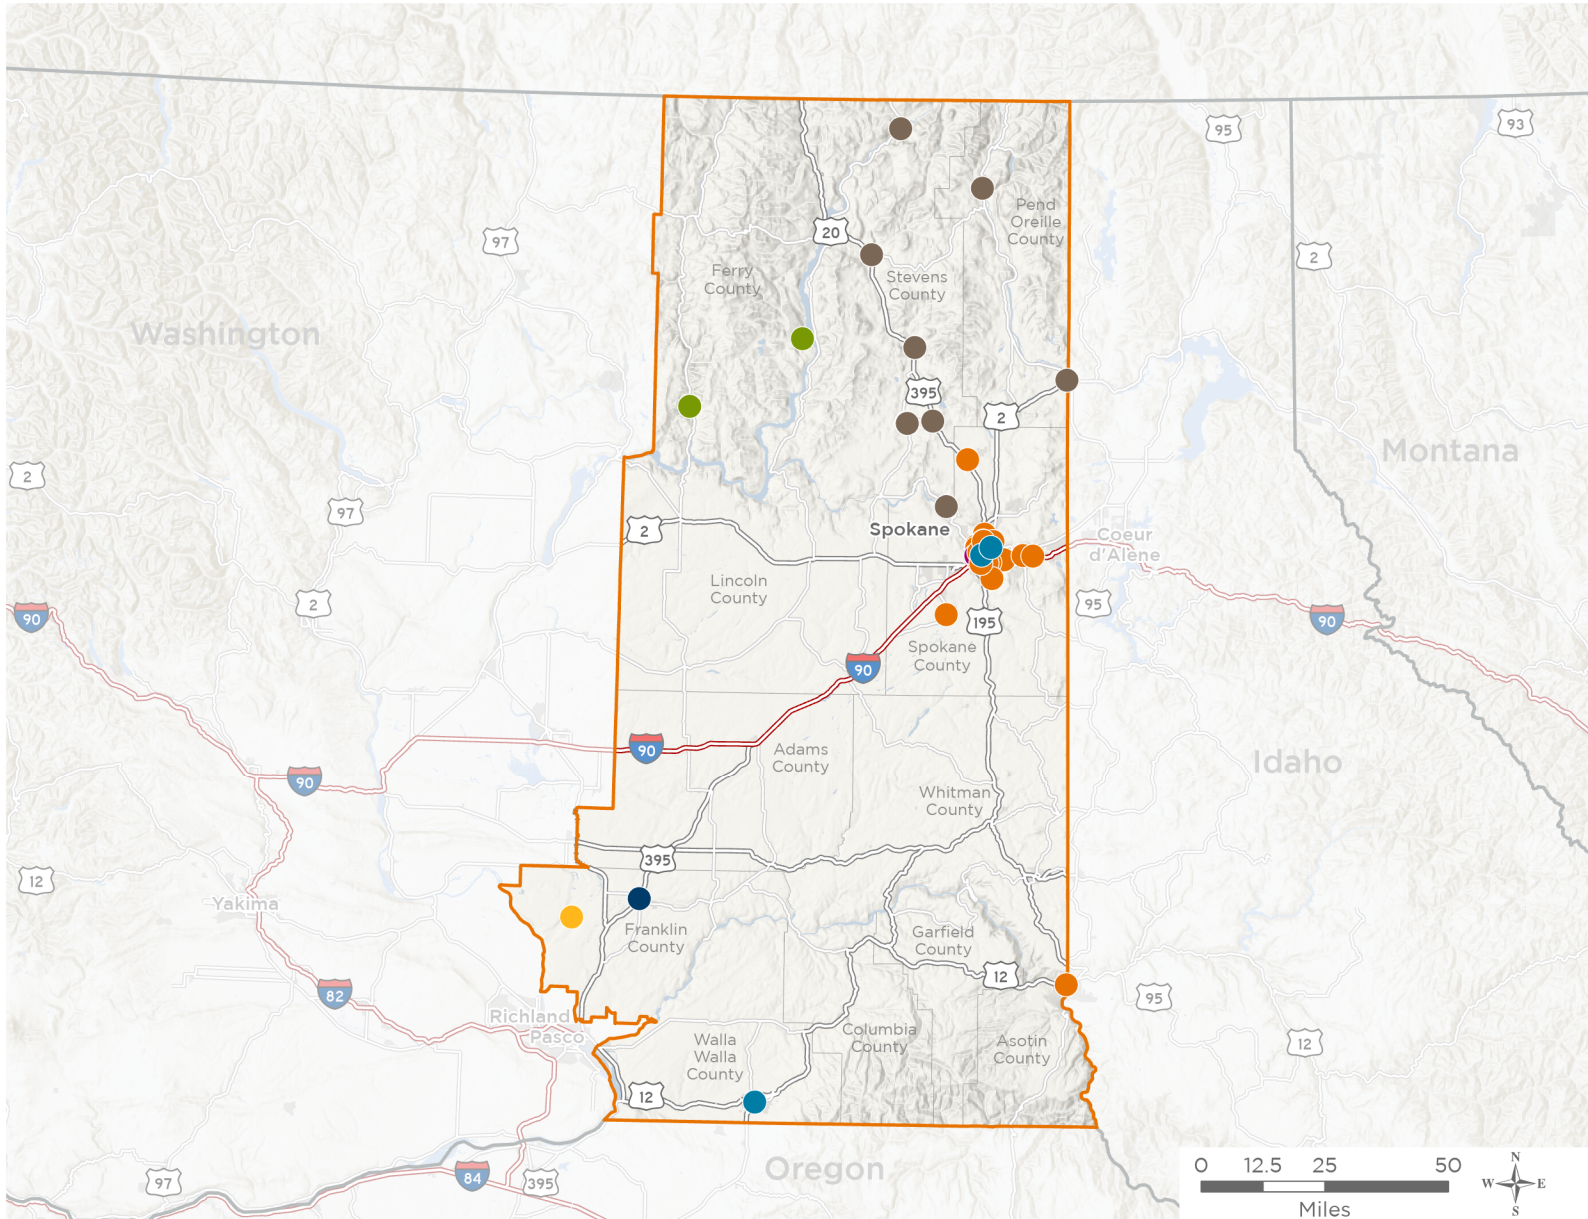 95
93
Pend
Oreille
County
20
97
2
Ferry
County
Stevens
County
Washington
395
2
Montana
2
97
Spokane
2
Coeur
d'Alene
Lincoln
County
2
95
90
90
195
Spokane
County
90
90
Adams
County
Idaho
90
Whitman
County
395
12
Yakima
Franklin
County
Garfield
County
12
82
95
Richland
Pasco
Walla
Walla
County
Columbia
County
Asotin
County
12
12
Oregon
84
97
395
0 12.5 25 50
Miles
N
W E
S